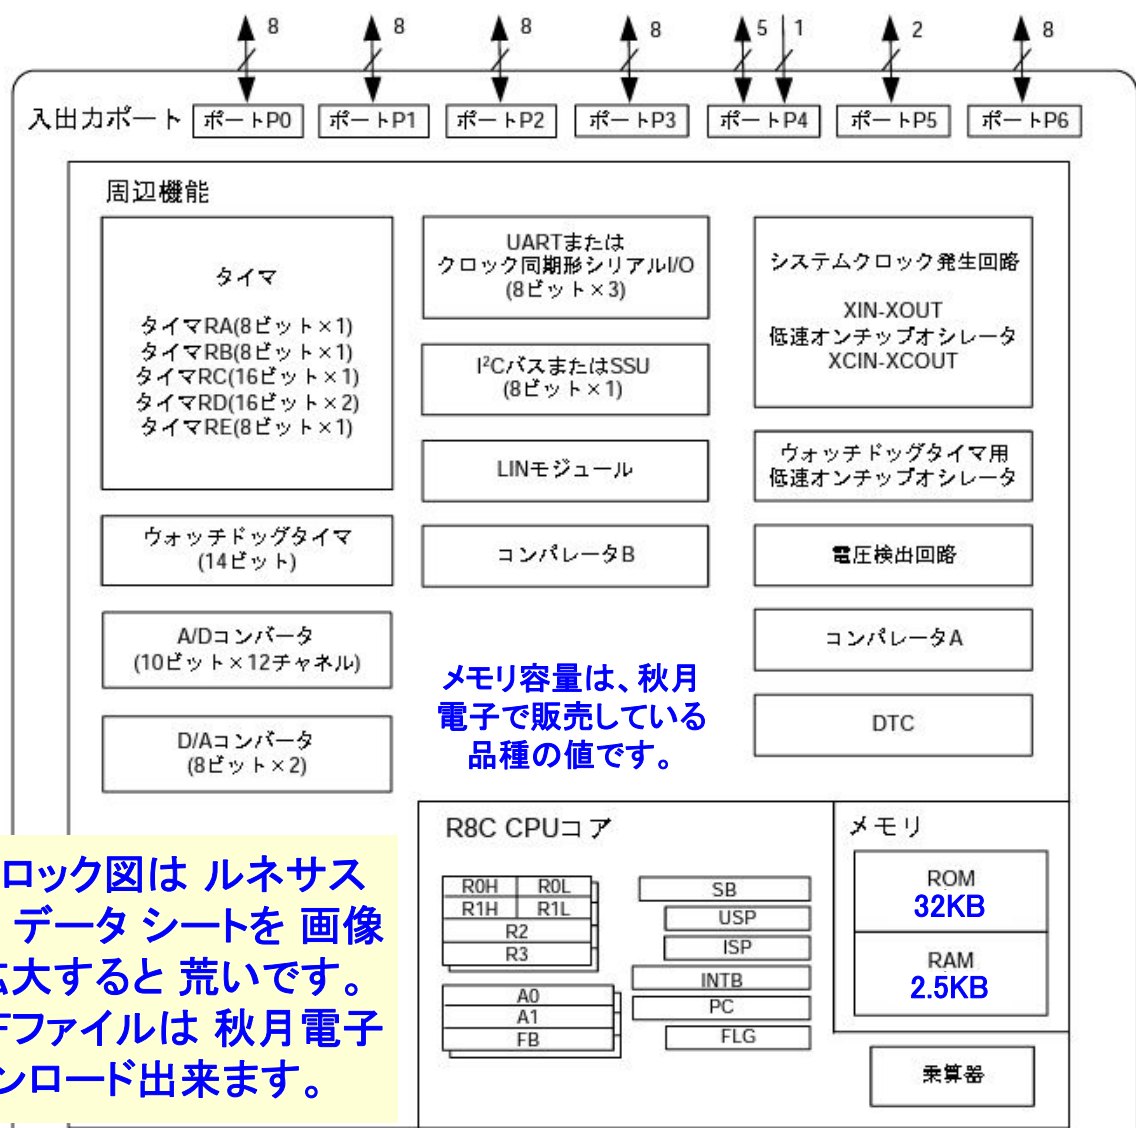 8 8 8 8 5 1 2 8
入出力ポート ポートP0 ポートP1 ポートP2 ポートP3 ポートP4 ポートP5 ポートP6
周辺機能
タイマ
タイマRA(8ビット×1)
タイマRB(8ビット×1)
タイマRC(16ビット×1)
タイマRD(16ビット×2)
タイマRE(8ビット×1)
ウォッチドッグタイマ
(14ビット)
A/Dコンバータ
(10ビット×12チャネル)
D/Aコンバータ
(8ビット×2)
UARTまたは
クロック同期形シリアルI/O
(8ビット×3)
I²CバスまたはSSU
(8ビット×1)
LINモジュール
コンパレータB
システムクロック発生回路
XIN-XOUT
低速オンチップオシレータ
XCIN-XCOUT
ウォッチドッグタイマ用
低速オンチップオシレータ
電圧検出回路
コンパレータA
DTC
メモリ容量は、秋月
電子で販売している
品種の値です。
R8C CPUコア
R0H R0L
R1H R1L
R2
R3
A0
A1
FB
SB
USP
ISP
INTB
PC
FLG
メモリ
ROM
32KB
RAM
2.5KB
乗算器
ロック図は ルネサス
データ シートを 画像
広大すると 荒いです。
Fファイルは 秋月電子
ンロード出来ます。